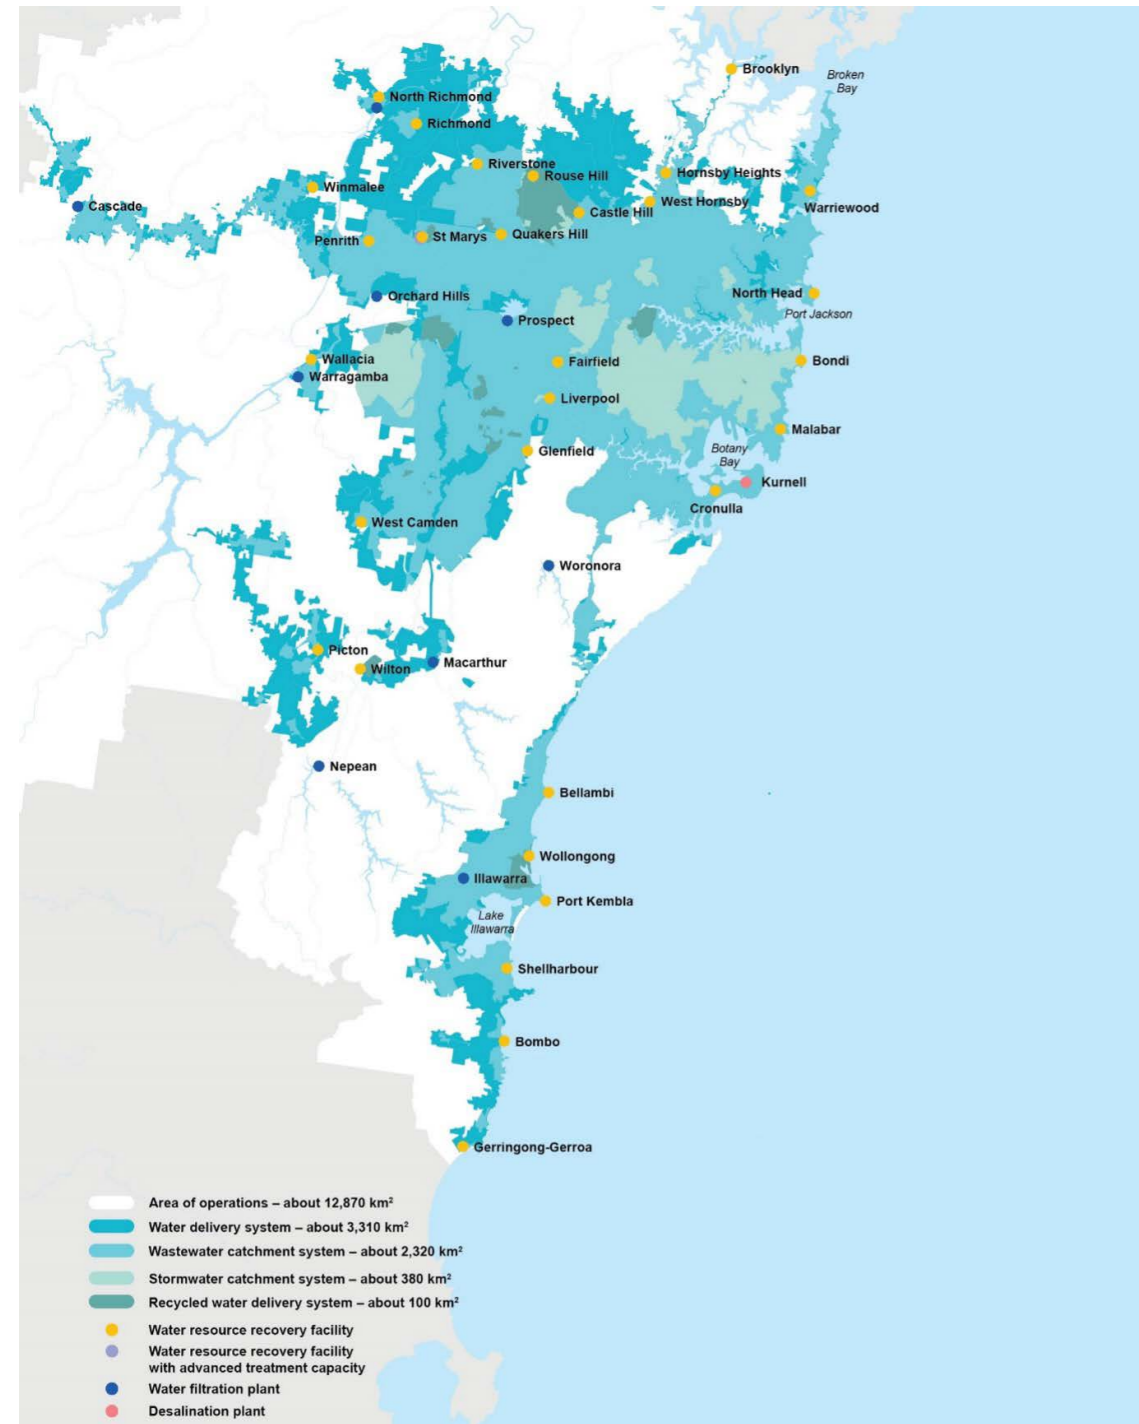 Brooklyn
Broken
Bay
North Richmond
Richmond
Riverstone
Rouse Hill
Hornsby Heights
Winmalee
West Hornsby
Cascade
Castle Hill
Warriewood
Penrith
St Marys
Quakers Hill
Orchard Hills
North Head
Port Jackson
Prospect
Wallacia
Fairfield
Bondi
Warragamba
Liverpool
Malabar
Glenfield
Botany
Bay
Kurnell
Cronulla
West Camden
Woronora
Picton
Wilton
Macarthur
Nepean
Bellambi
Wollongong
Illawarra
Port Kembla
Lake
Illawarra
Shellharbour
Bombo
Gerringong-Gerroa
Area of operations – about 12,870 km²
Water delivery system – about 3,310 km²
Wastewater catchment system – about 2,320 km²
Stormwater catchment system – about 380 km²
Recycled water delivery system – about 100 km²
Water resource recovery facility
Water resource recovery facility
with advanced treatment capacity
Water filtration plant
Desalination plant